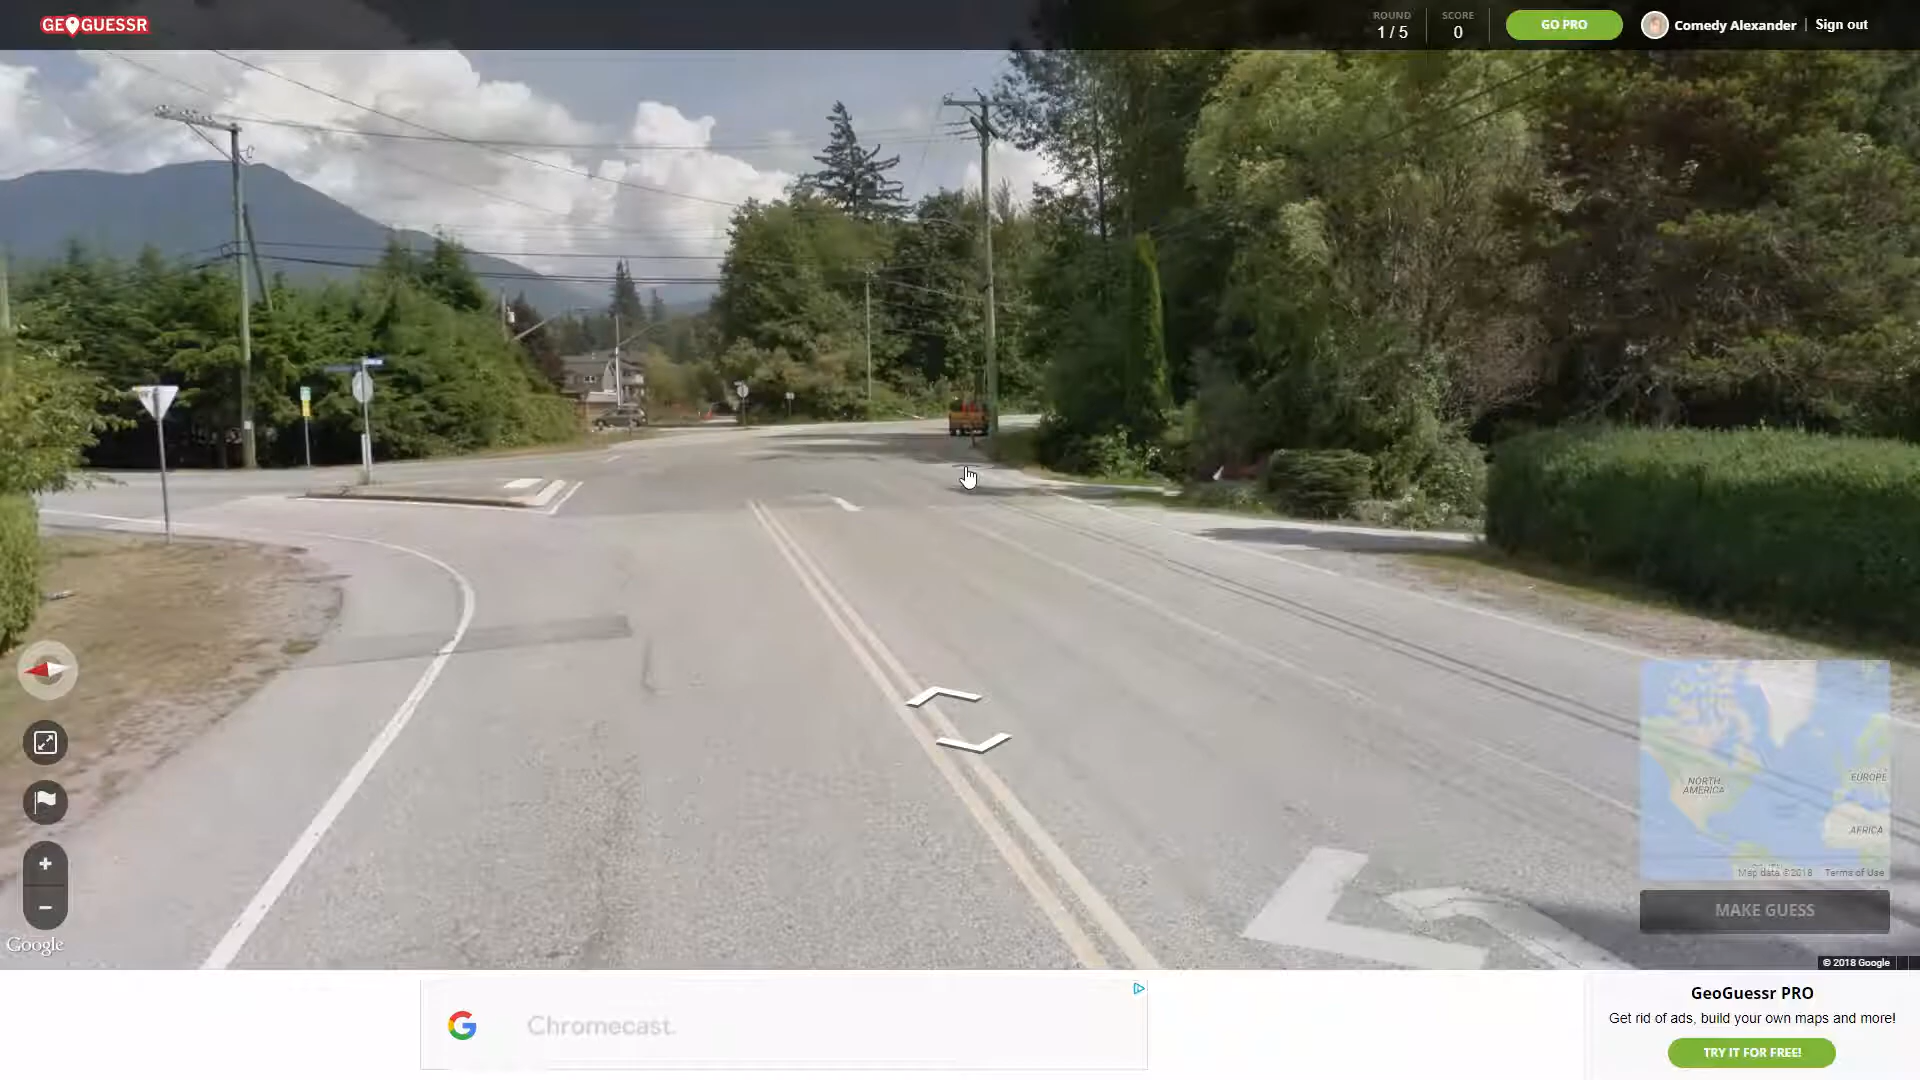 GEOGUESSR
ROUND
1 / 5
SCORE
0
GO PRO
Comedy Alexander
Sign out
NORTH
AMERICA
EUROPE
AFRICA
Map data ©2018
Terms of Use
MAKE GUESS
Google
© 2018 Google
Chromecast.
GeoGuessr PRO
Get rid of ads, build your own maps and more!
TRY IT FOR FREE!